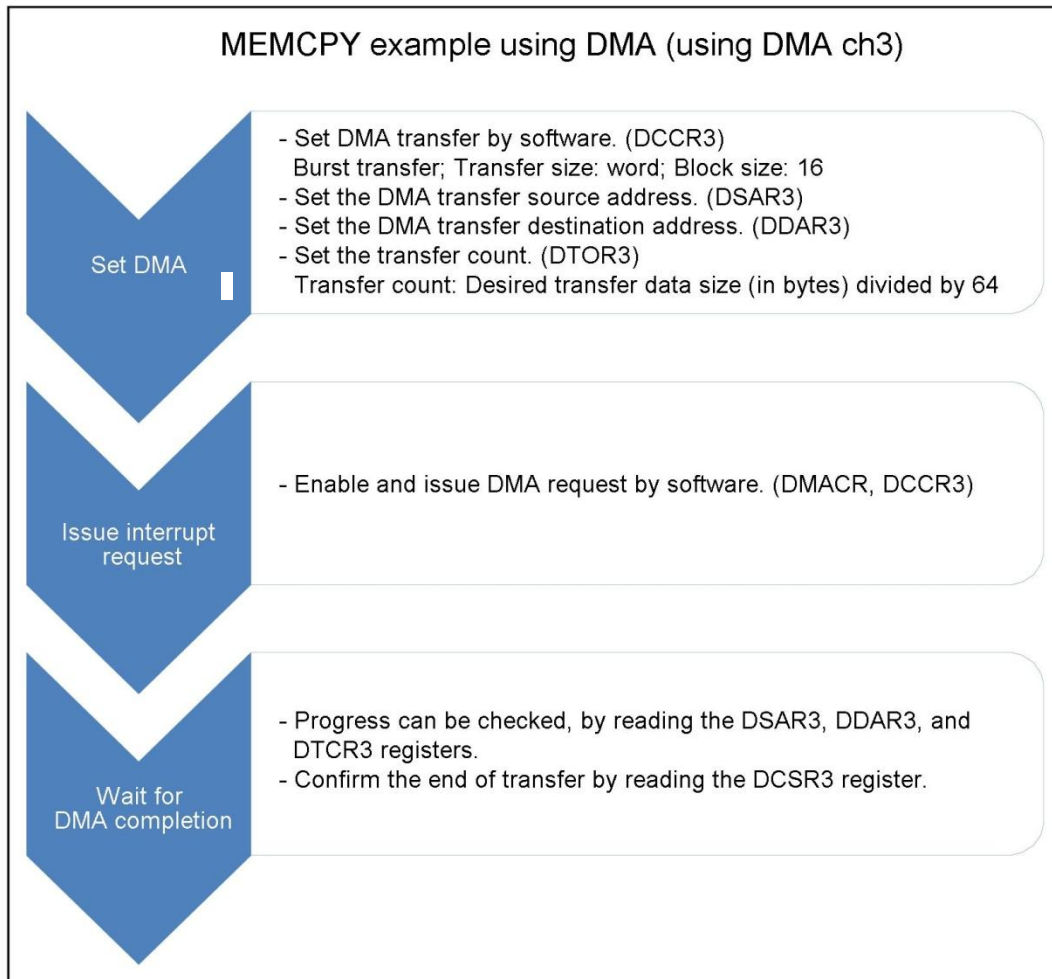 MEMCPY example using DMA (using DMA ch3)
Set DMA
- Set DMA transfer by software. (DCCR3)
Burst transfer; Transfer size: word; Block size: 16
- Set the DMA transfer source address. (DSAR3)
- Set the DMA transfer destination address. (DDAR3)
- Set the transfer count. (DTOR3)
Transfer count: Desired transfer data size (in bytes) divided by 64
Issue interrupt
request
- Enable and issue DMA request by software. (DMACR, DCCR3)
Wait for
DMA completion
- Progress can be checked, by reading the DSAR3, DDAR3, and
DTCR3 registers.
- Confirm the end of transfer by reading the DCSR3 register.